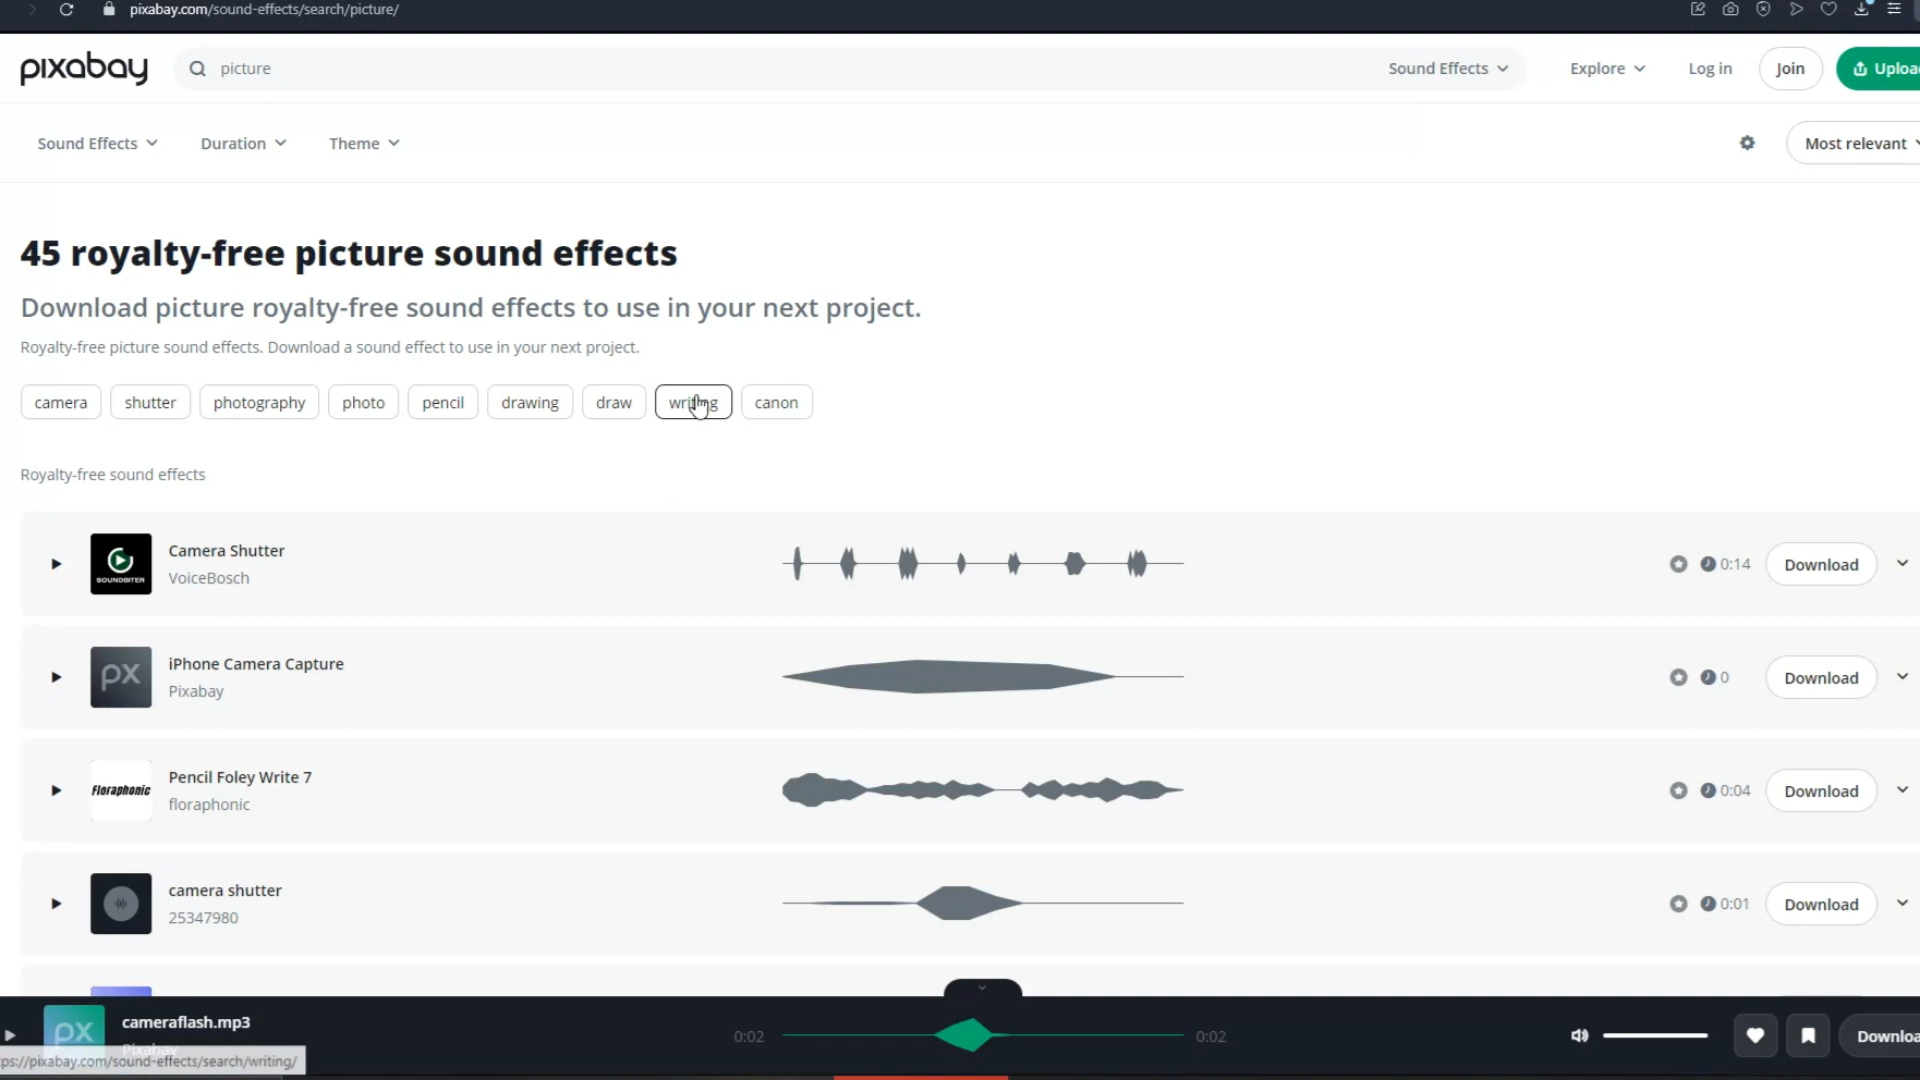 pixabay.com/sound-effects/search/picture/
pixabay picture Sound Effects Explore Log in Join Uploa
Sound Effects Duration Theme Most relevant
45 royalty-free picture sound effects
Download picture royalty-free sound effects to use in your next project.
Royalty-free picture sound effects. Download a sound effect to use in your next project.
camera shutter photography photo pencil drawing draw writing canon
Royalty-free sound effects
SOUNDBITER
Camera Shutter
VoiceBosch
0:14 Download
px
iPhone Camera Capture
Pixabay
0 Download
Floraphonic
Pencil Foley Write 7
floraphonic
0:04 Download
camera shutter
25347980
0:01 Download
px
cameraflash.mp3
Pixabay
0:02 0:02 Downloa
ps://pixabay.com/sound-effects/search/writing/